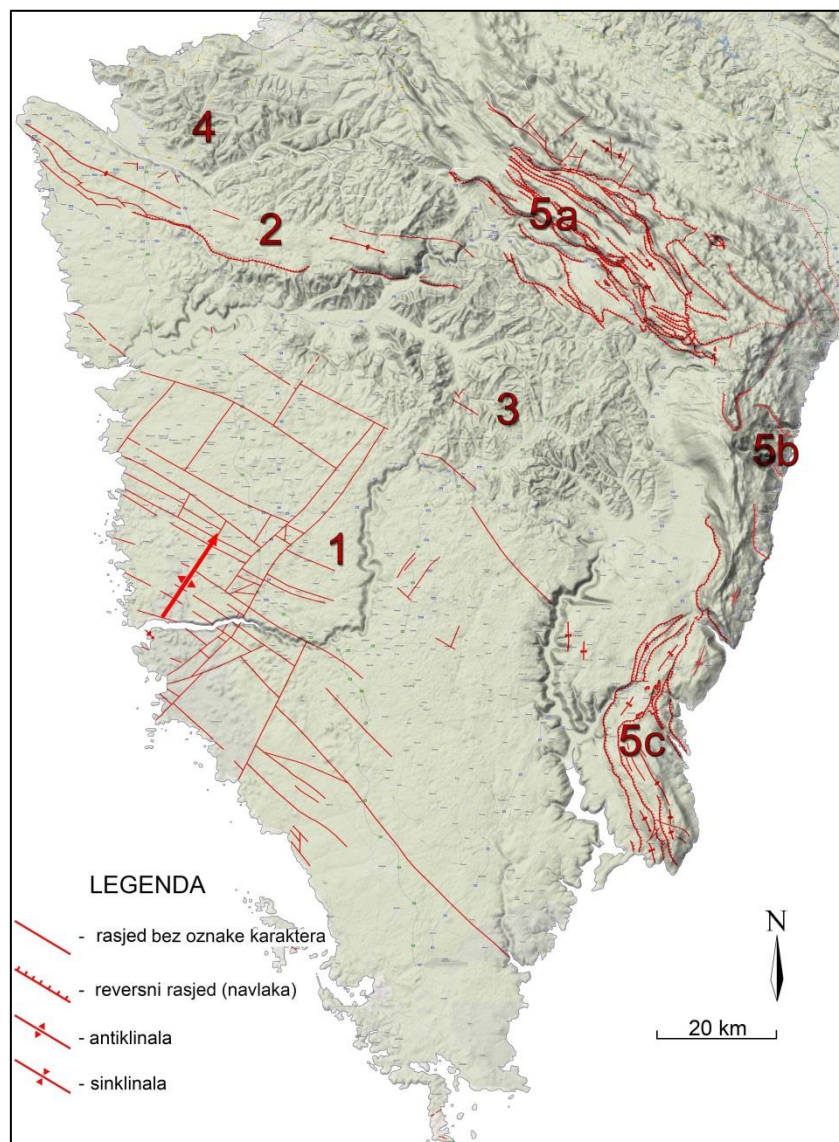 4
5a
2
3
5b
1
5c
LEGENDA
- rasjed bez oznake karaktera
- reversni rasjed (navlaka)
- antiklinala
- sinklinala
N
20 km